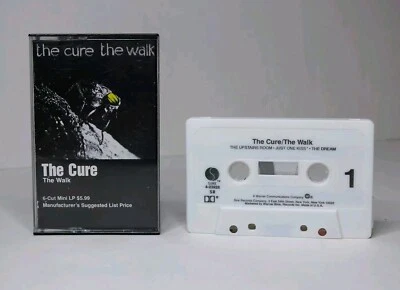 the cure the walk
The Cure
The Walk
6-Cut Mini LP $5.99
Manufacturer's Suggested List Price
The Cure/The Walk
THE UPSTAIRS ROOM • JUST ONE KISS • THE DREAM
1